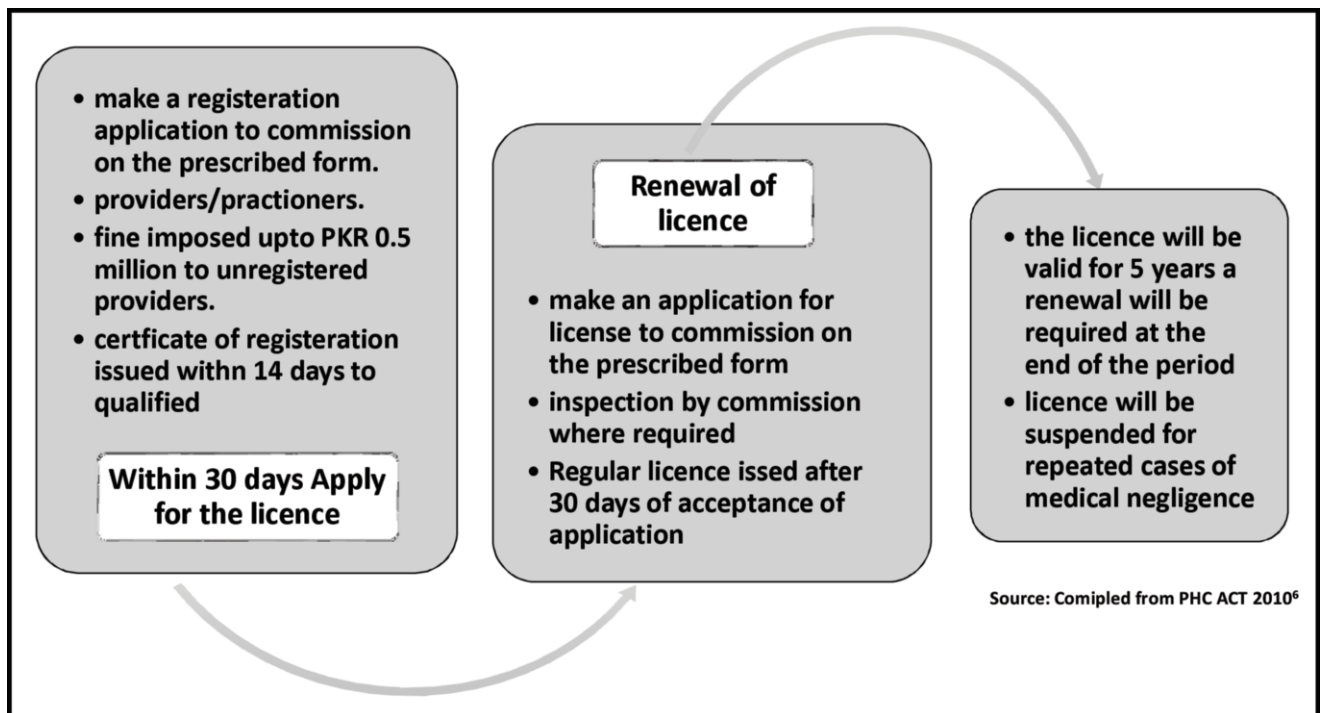 • make a registeration
application to commission
on the prescribed form.
• providers/practioners.
• fine imposed upto PKR 0.5
million to unregistered
providers.
• certficate of registeration
issued withn 14 days to
qualified
Within 30 days Apply
for the licence
Renewal of
licence
• make an application for
license to commission on
the prescribed form
• inspection by commission
where required
• Regular licence issed after
30 days of acceptance of
application
• the licence will be
valid for 5 years a
renewal will be
required at the
end of the period
• licence will be
suspended for
repeated cases of
medical negligence
Source: Comipled from PHC ACT 2010⁶